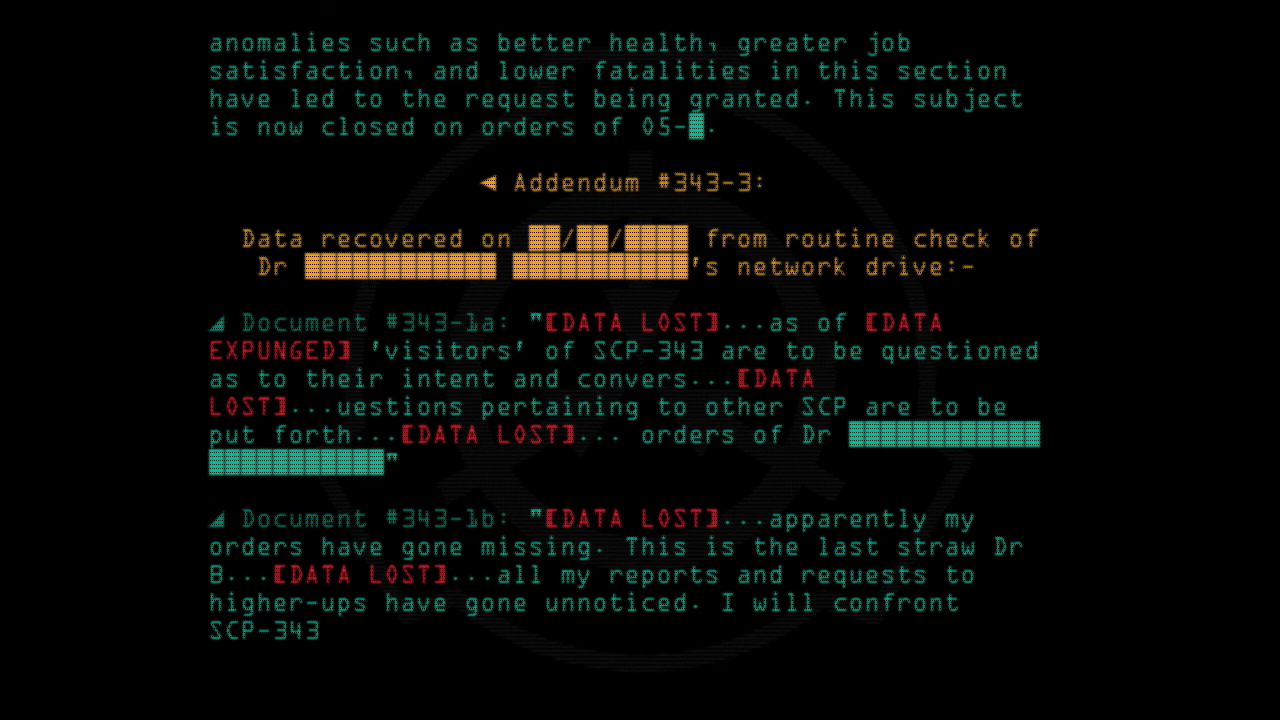 anomalies such as better health, greater job
satisfaction, and lower fatalities in this section
have led to the request being granted. This subject
is now closed on orders of O5-█.
◄ Addendum #343-3:
Data recovered on ██/██/████ from routine check of
Dr ████████████ ███████████'s network drive:-
◢ Document #343-1a: "[DATA LOST]...as of [DATA
EXPUNGED] 'visitors' of SCP-343 are to be questioned
as to their intent and convers...[DATA
LOST]...uestions pertaining to other SCP are to be
put forth...[DATA LOST]... orders of Dr ████████████
███████████"
◢ Document #343-1b: "[DATA LOST]...apparently my
orders have gone missing. This is the last straw Dr
B...[DATA LOST]...all my reports and requests to
higher-ups have gone unnoticed. I will confront
SCP-343